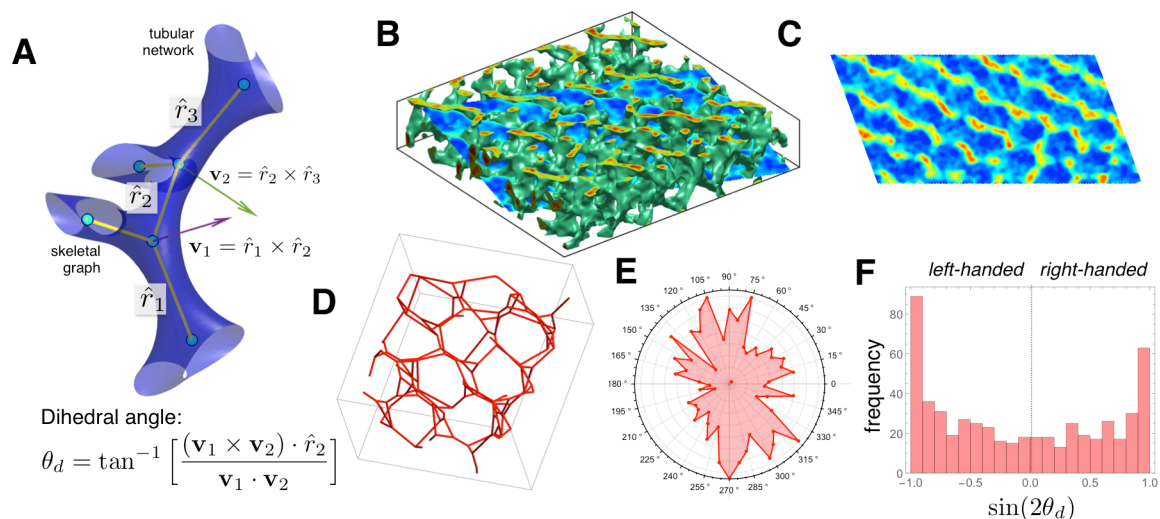 A
tubular
network
r̂₃
r̂₂
v₂ = r̂₂ × r̂₃
v₁ = r̂₁ × r̂₂
skeletal
graph
r̂₁
Dihedral angle:
θ_d = tan⁻¹ [ (v₁ × v₂) · r̂₂ / v₁ · v₂ ]
B
C
D
E
90 °
105 ° 75 °
120 ° 60 °
135 ° 45 °
150 ° 30 °
165 ° 15 °
180 ° 0
195 ° 345 °
210 ° 330 °
225 ° 315 °
240 ° 300 °
255 ° 285 °
270 °
F
left-handed right-handed
frequency
80
60
40
20
0
-1.0 -0.5 0.0 0.5 1.0
sin(2θ_d)